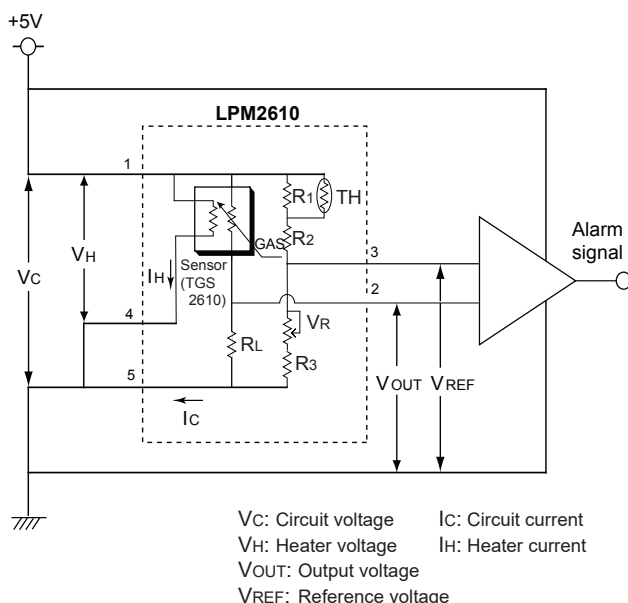 +5V
LPM2610
1
R1
TH
R2
GAS
3
Alarm
signal
VH
VC
Sensor
(TGS
2610)
IH
2
4
VR
RL
R3
5
VOUT
VREF
IC
VC: Circuit voltage IC: Circuit current
VH: Heater voltage IH: Heater current
VOUT: Output voltage
VREF: Reference voltage